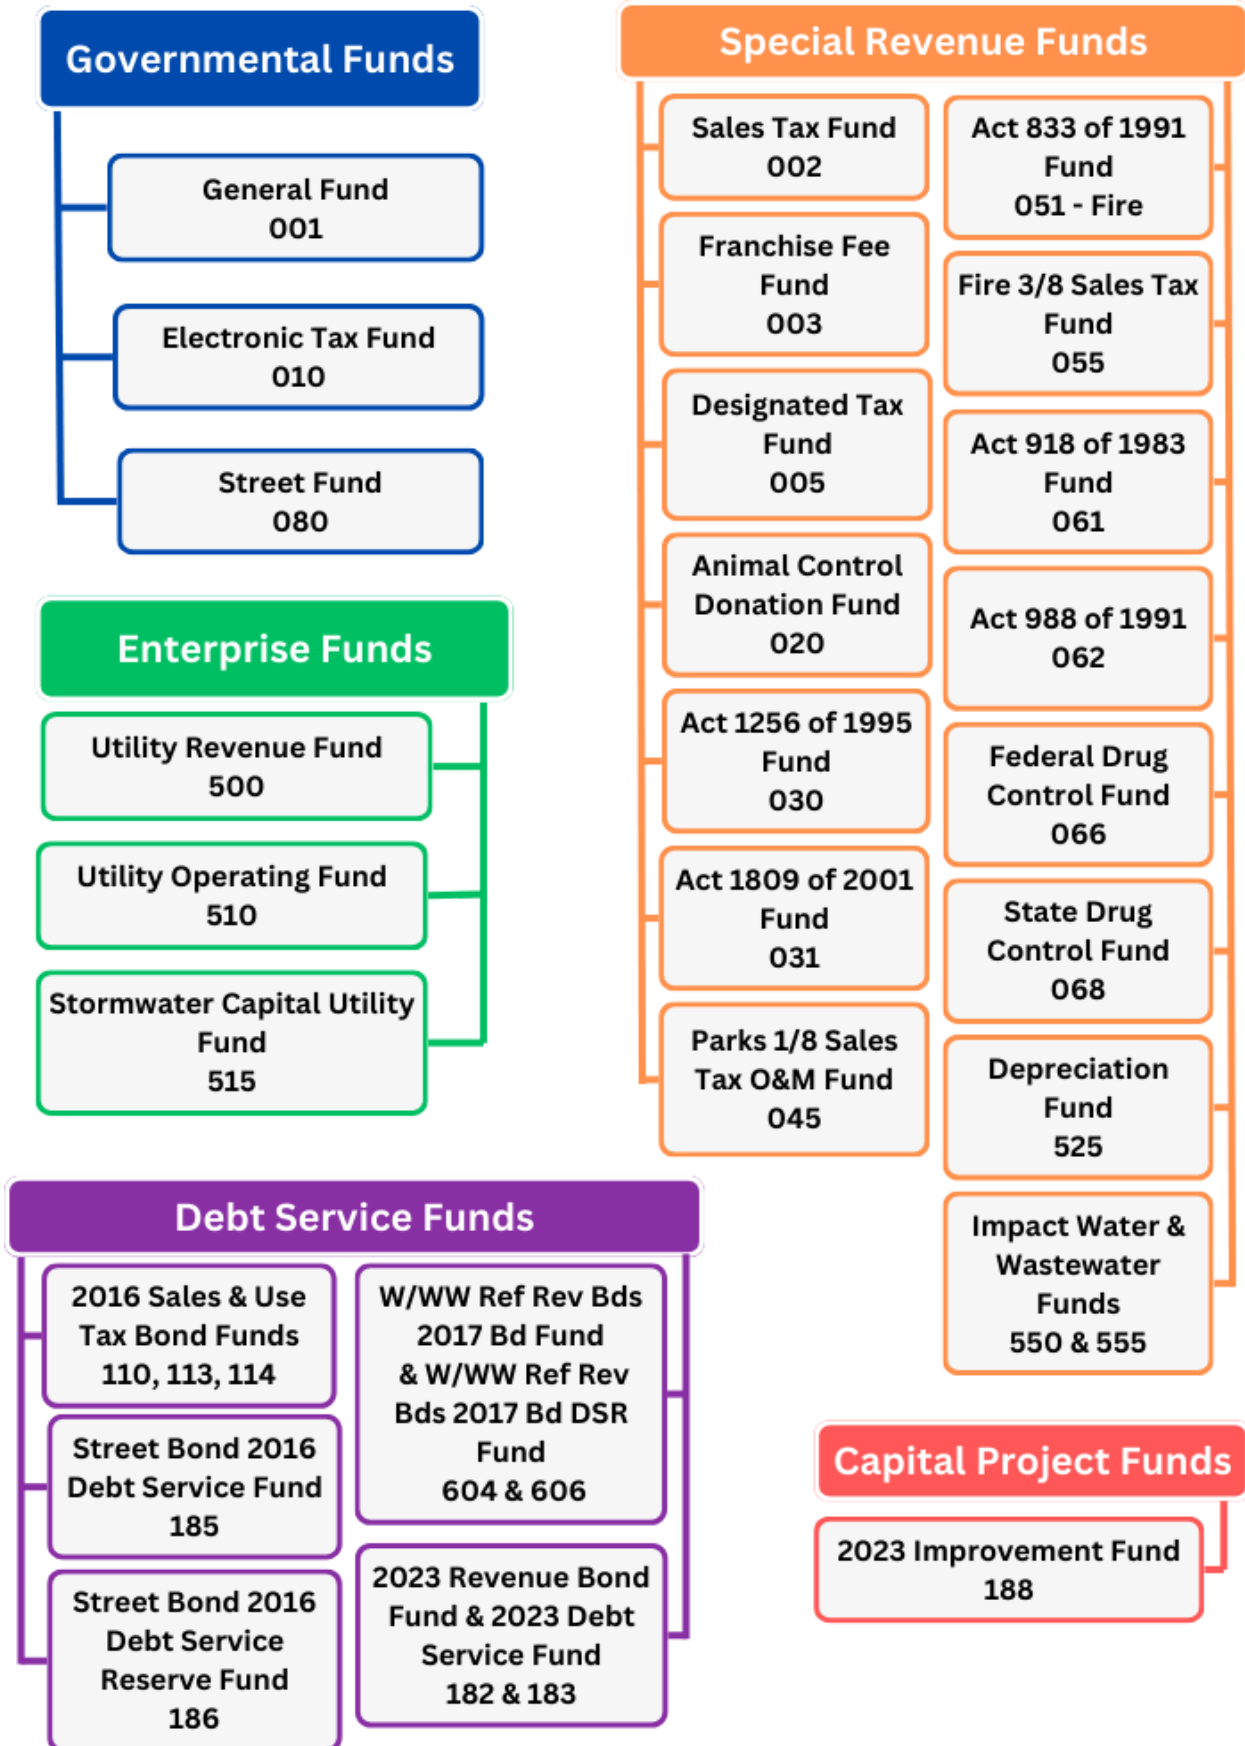 Governmental Funds
General Fund
001
Electronic Tax Fund
010
Street Fund
080
Enterprise Funds
Utility Revenue Fund
500
Utility Operating Fund
510
Stormwater Capital Utility
Fund
515
Special Revenue Funds
Sales Tax Fund
002
Franchise Fee
Fund
003
Designated Tax
Fund
005
Animal Control
Donation Fund
020
Act 1256 of 1995
Fund
030
Act 1809 of 2001
Fund
031
Parks 1/8 Sales
Tax O&M Fund
045
Act 833 of 1991
Fund
051 - Fire
Fire 3/8 Sales Tax
Fund
055
Act 918 of 1983
Fund
061
Act 988 of 1991
062
Federal Drug
Control Fund
066
State Drug
Control Fund
068
Depreciation
Fund
525
Impact Water &
Wastewater
Funds
550 & 555
Debt Service Funds
2016 Sales & Use
Tax Bond Funds
110, 113, 114
Street Bond 2016
Debt Service Fund
185
Street Bond 2016
Debt Service
Reserve Fund
186
W/WW Ref Rev Bds
2017 Bd Fund
& W/WW Ref Rev
Bds 2017 Bd DSR
Fund
604 & 606
2023 Revenue Bond
Fund & 2023 Debt
Service Fund
182 & 183
Capital Project Funds
2023 Improvement Fund
188